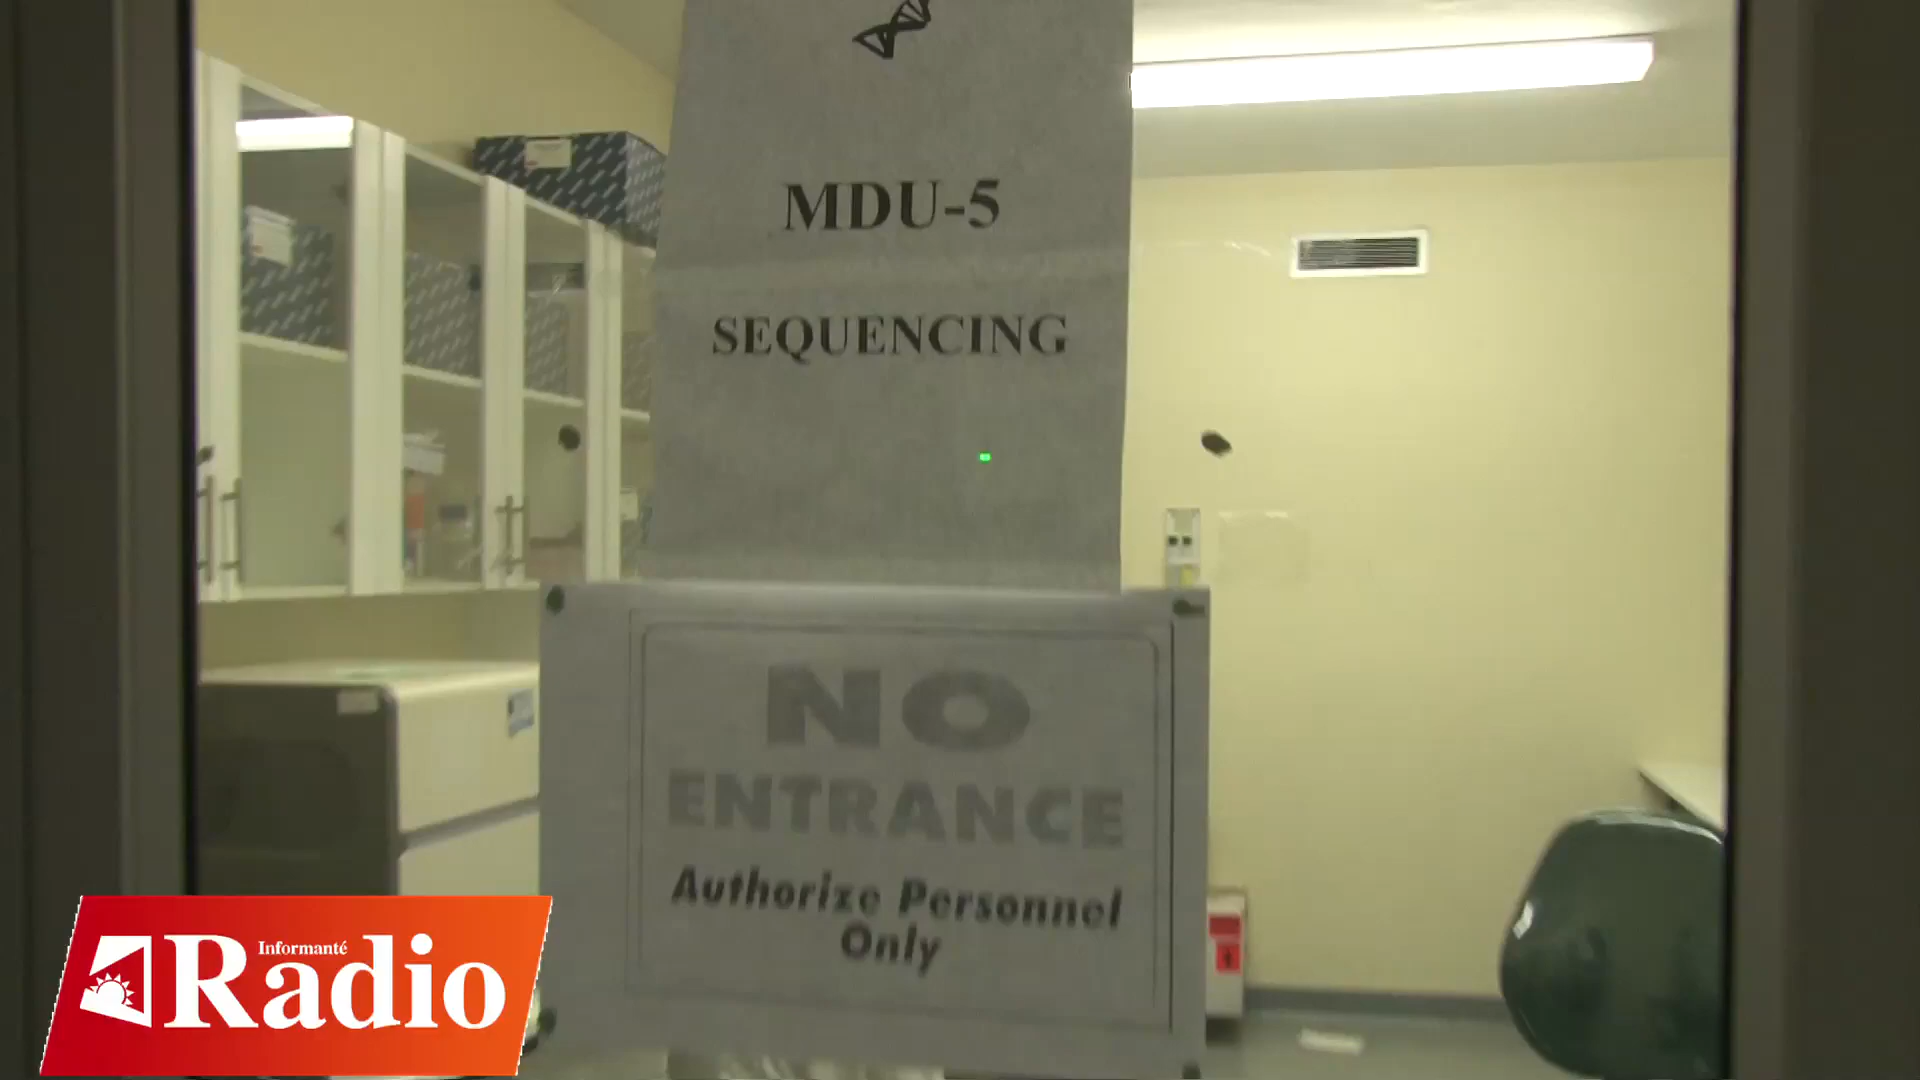 MDU-5
SEQUENCING
NO
ENTRANCE
Authorize Personnel
Only
Informanté
Radio